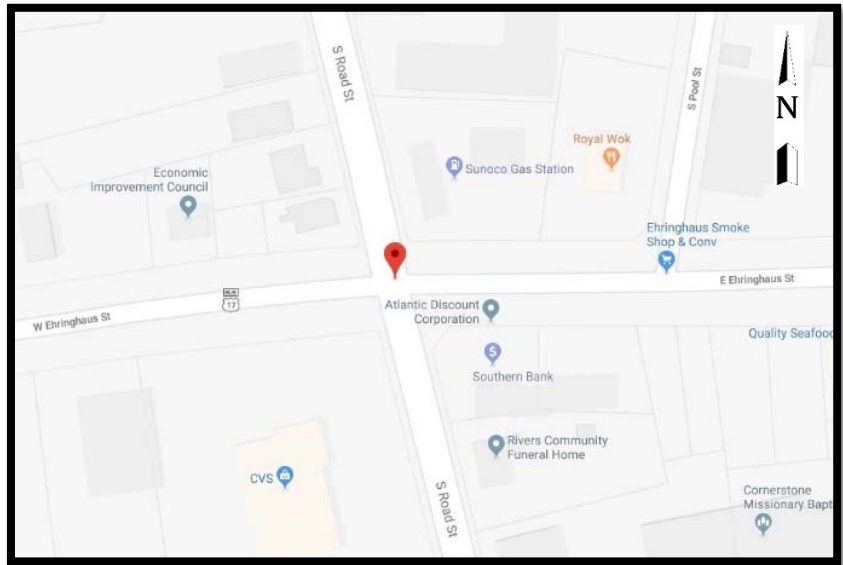 S Road St
S Pool St
N
Royal Wok
Sunoco Gas Station
Economic
Improvement Council
Ehringhaus Smoke
Shop & Conv
E Ehringhaus St
17
Atlantic Discount
Corporation
W Ehringhaus St
Quality Seafood
Southern Bank
Rivers Community
Funeral Home
CVS
S Road St
Cornerstone
Missionary Bapt